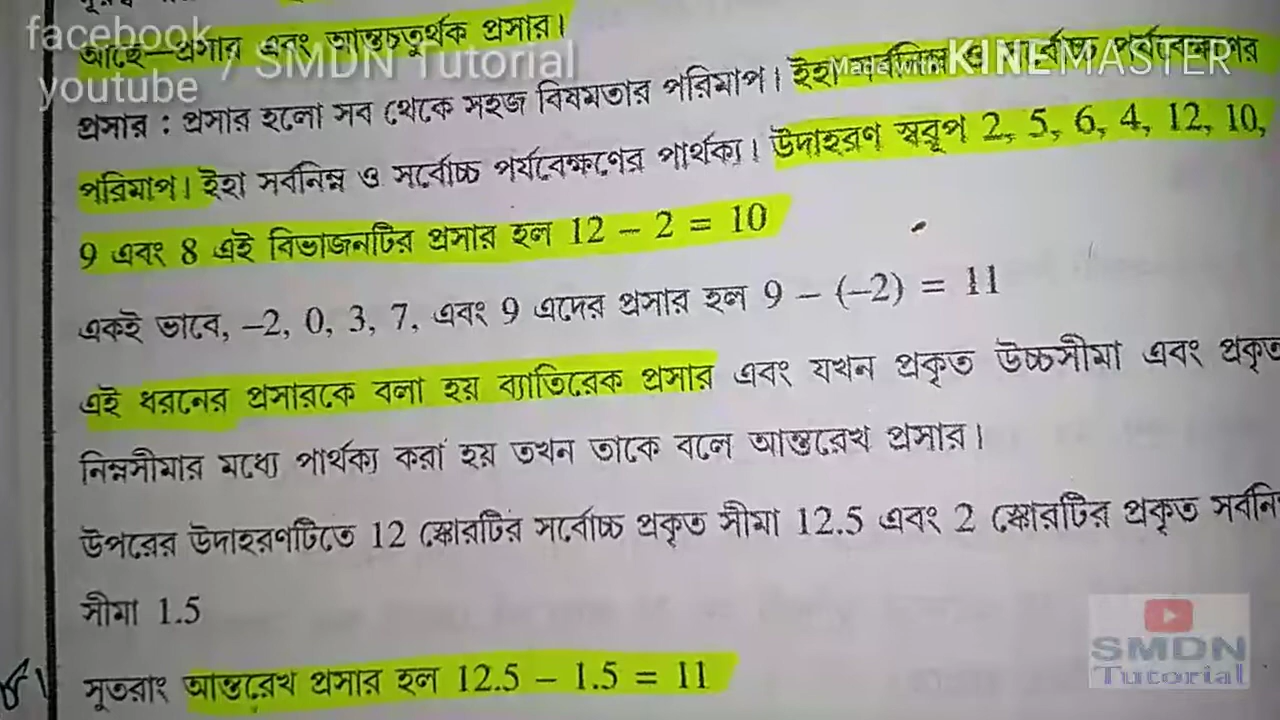 facebook
youtube / SMDN Tutorial
Made with KINEMASTER
আছে—প্রসার এবং আন্তচতুর্থক প্রসার।
প্রসার : প্রসার হলো সব থেকে সহজ বিষমতার পরিমাপ। ইহা সর্বনিম্ন ও সর্বোচ্চ পর্যবেক্ষণের
পরিমাপ। ইহা সর্বনিম্ন ও সর্বোচ্চ পর্যবেক্ষণের পার্থক্য। উদাহরণ স্বরূপ 2, 5, 6, 4, 12, 10,
9 এবং 8 এই বিভাজনটির প্রসার হল 12 – 2 = 10
একই ভাবে, –2, 0, 3, 7, এবং 9 এদের প্রসার হল 9 – (–2) = 11
এই ধরনের প্রসারকে বলা হয় ব্যাতিরেক প্রসার এবং যখন প্রকৃত উচ্চসীমা এবং প্রকৃত
নিম্নসীমার মধ্যে পার্থক্য করা হয় তখন তাকে বলে আন্তরেখ প্রসার।
উপরের উদাহরণটিতে 12 স্কোরটির সর্বোচ্চ প্রকৃত সীমা 12.5 এবং 2 স্কোরটির প্রকৃত সর্বনি
সীমা 1.5
সুতরাং আন্তরেখ প্রসার হল 12.5 – 1.5 = 11
SMDN
Tutorial